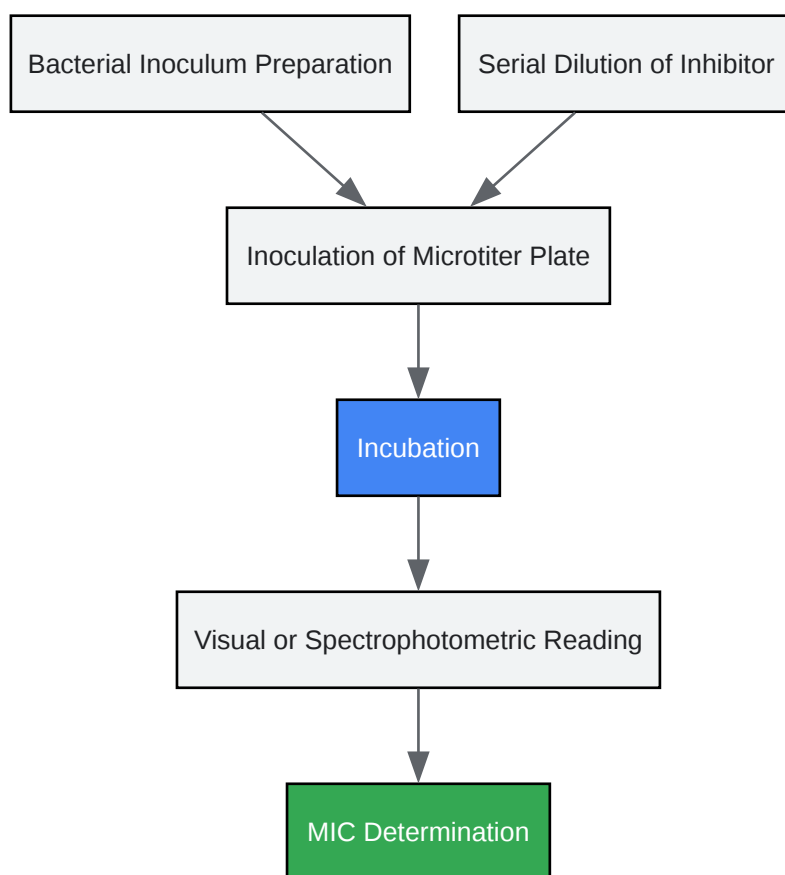 Bacterial Inoculum Preparation
Serial Dilution of Inhibitor
Inoculation of Microtiter Plate
Incubation
Visual or Spectrophotometric Reading
MIC Determination